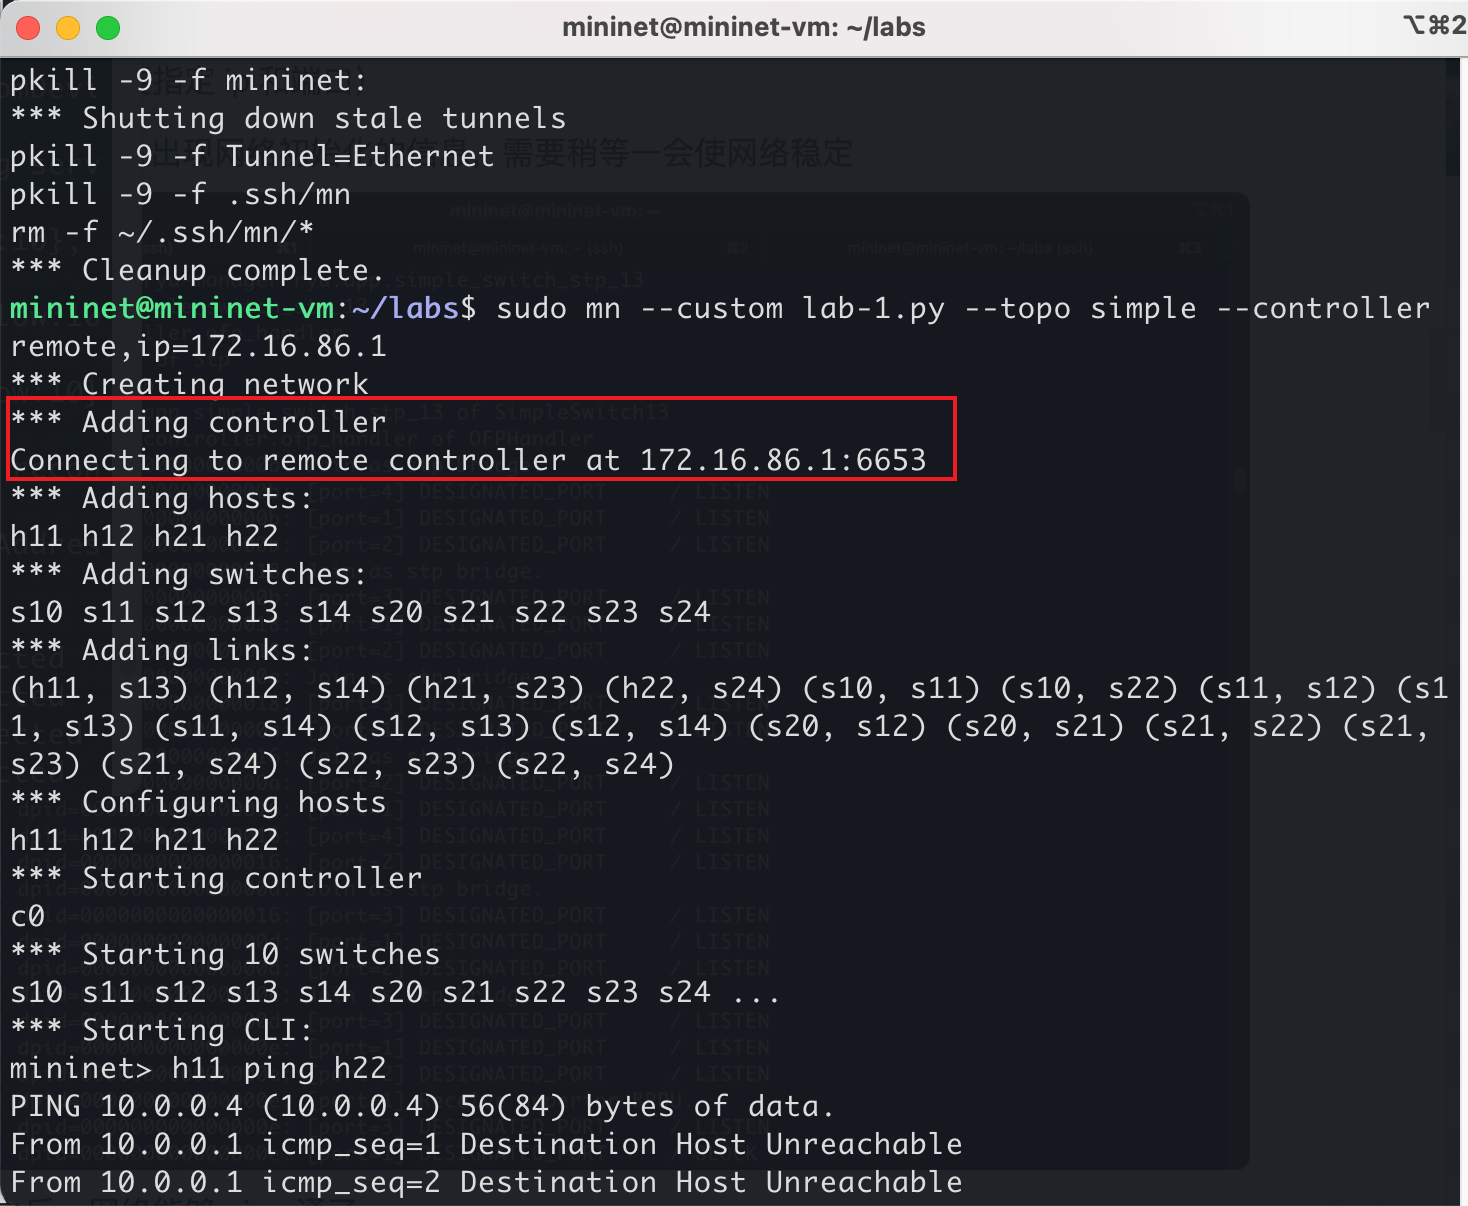 mininet@mininet-vm: ~/labs
⌥⌘2
pkill -9 -f mininet:
*** Shutting down stale tunnels
pkill -9 -f Tunnel=Ethernet
pkill -9 -f .ssh/mn
rm -f ~/.ssh/mn/*
*** Cleanup complete.
mininet@mininet-vm:~/labs$ sudo mn --custom lab-1.py --topo simple --controller
remote,ip=172.16.86.1
*** Creating network
*** Adding controller
Connecting to remote controller at 172.16.86.1:6653
*** Adding hosts:
h11 h12 h21 h22
*** Adding switches:
s10 s11 s12 s13 s14 s20 s21 s22 s23 s24
*** Adding links:
(h11, s13) (h12, s14) (h21, s23) (h22, s24) (s10, s11) (s10, s22) (s11, s12) (s1
1, s13) (s11, s14) (s12, s13) (s12, s14) (s20, s12) (s20, s21) (s21, s22) (s21,
s23) (s21, s24) (s22, s23) (s22, s24)
*** Configuring hosts
h11 h12 h21 h22
*** Starting controller
c0
*** Starting 10 switches
s10 s11 s12 s13 s14 s20 s21 s22 s23 s24 ...
*** Starting CLI:
mininet> h11 ping h22
PING 10.0.0.4 (10.0.0.4) 56(84) bytes of data.
From 10.0.0.1 icmp_seq=1 Destination Host Unreachable
From 10.0.0.1 icmp_seq=2 Destination Host Unreachable